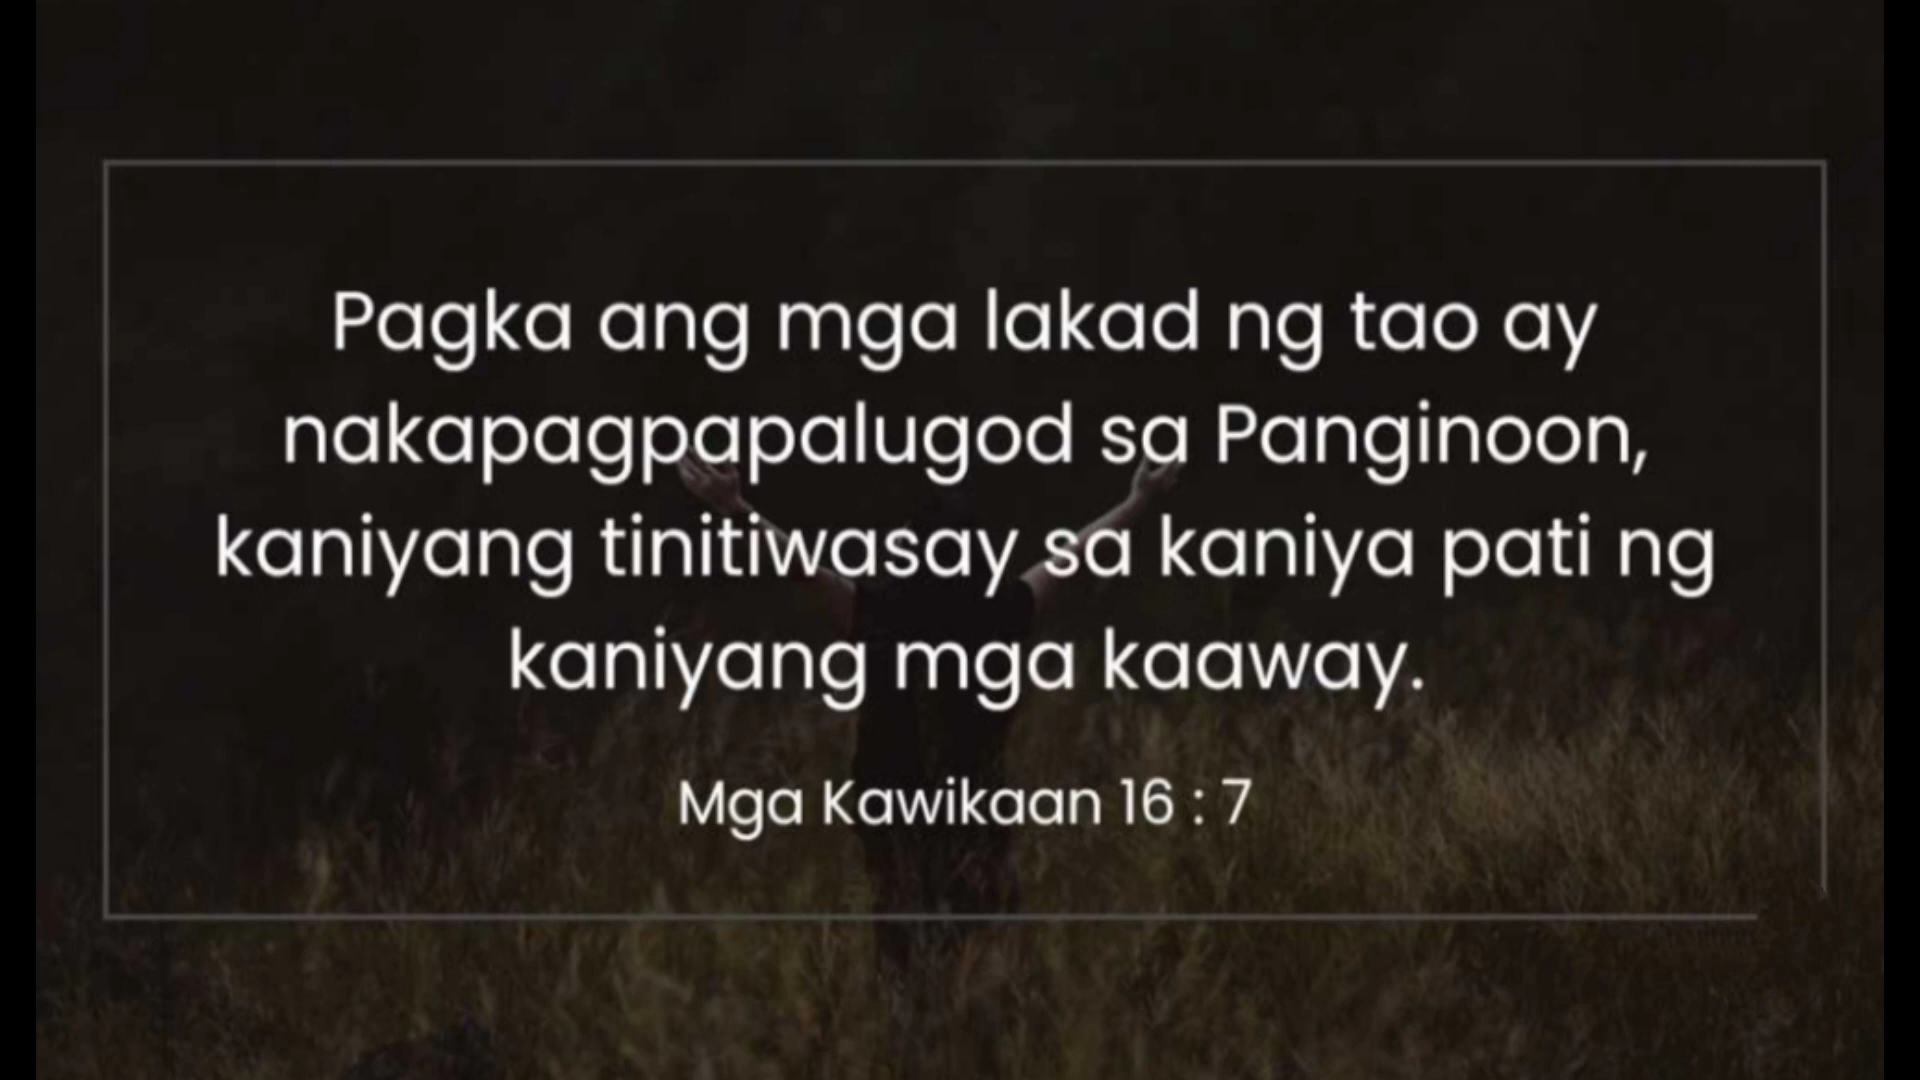 Pagka ang mga lakad ng tao ay
nakapagpapalugod sa Panginoon,
kaniyang tinitiwasay sa kaniya pati ng
kaniyang mga kaaway.
Mga Kawikaan 16 : 7